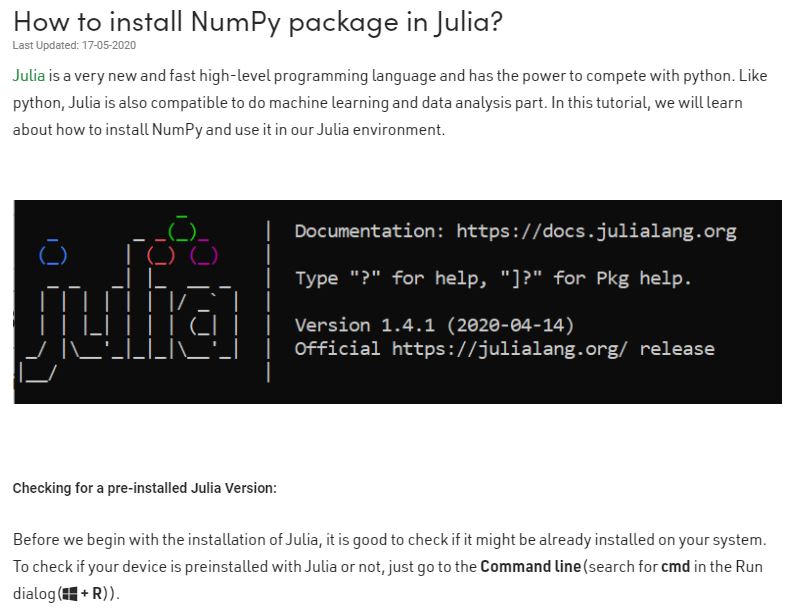 How to install NumPy package in Julia?
Last Updated: 17-05-2020
Julia is a very new and fast high-level programming language and has the power to compete with python. Like
python, Julia is also compatible to do machine learning and data analysis part. In this tutorial, we will learn
about how to install NumPy and use it in our Julia environment.
julia
Documentation: https://docs.julialang.org
Type "?" for help, "]?" for Pkg help.
Version 1.4.1 (2020-04-14)
Official https://julialang.org/ release
Checking for a pre-installed Julia Version:
Before we begin with the installation of Julia, it is good to check if it might be already installed on your system.
To check if your device is preinstalled with Julia or not, just go to the Command line(search for cmd in the Run
dialog( + R)).